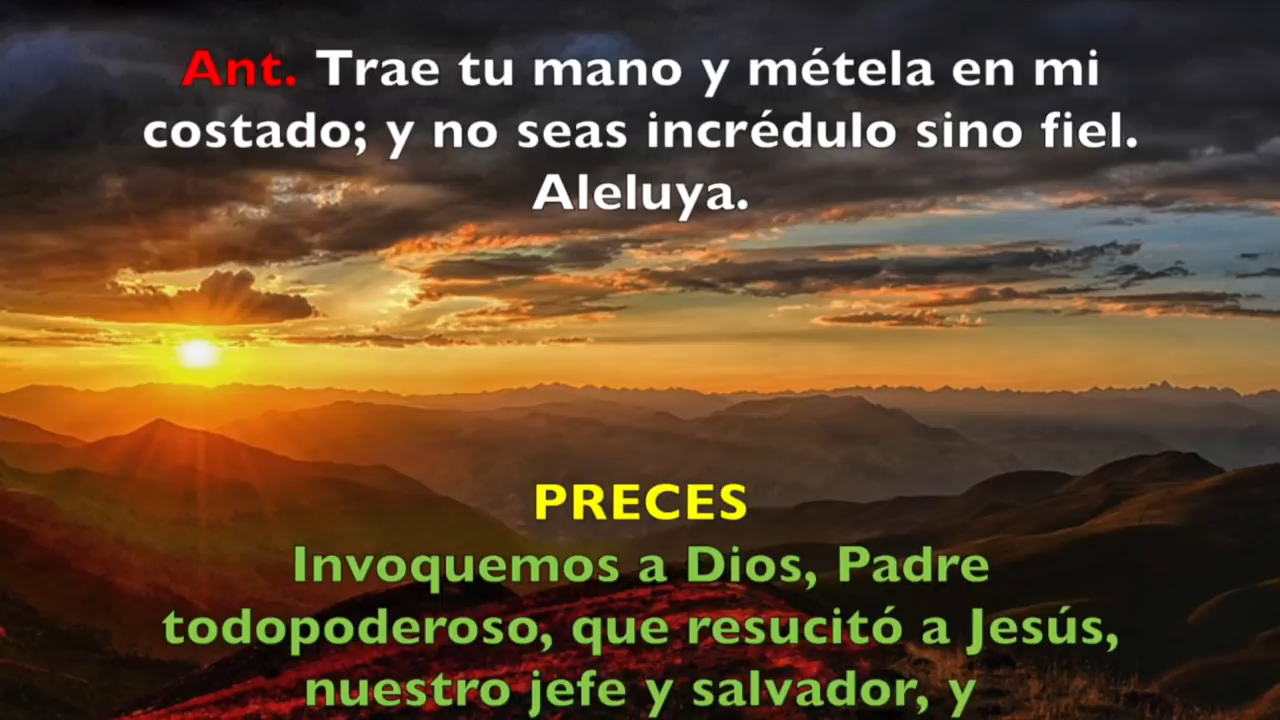 Ant. Trae tu mano y métela en mi
costado; y no seas incrédulo sino fiel.
Aleluya.
PRECES
Invoquemos a Dios, Padre
todopoderoso, que resucitó a Jesús,
nuestro jefe y salvador, y